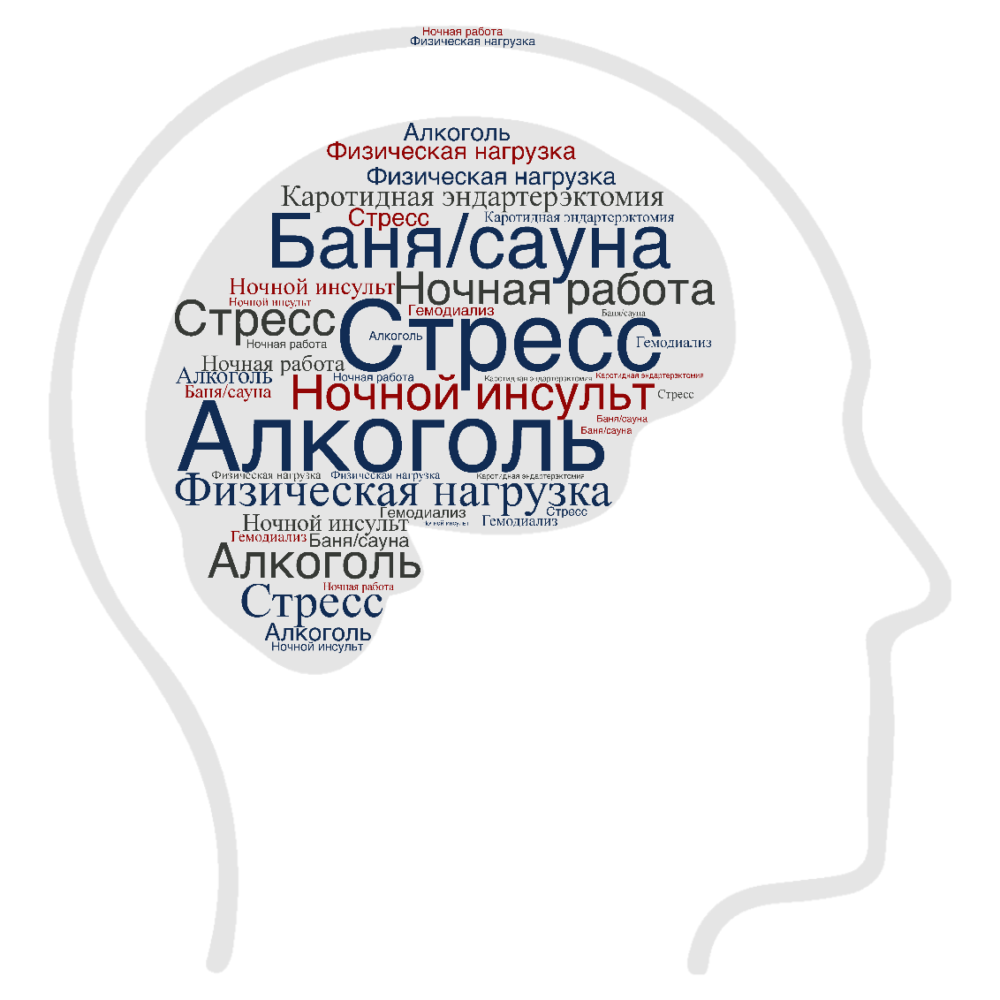 Ночная работа
Физическая нагрузка
Алкоголь
Физическая нагрузка
Физическая нагрузка
Каротидная эндартерэктомия
Стресс
Каротидная эндартерэктомия
Баня/сауна
Ночной инсульт
Ночная работа
Ночной инсульт
Гемодиализ
Баня/сауна
Стресс
Стресс
Алкоголь
Гемодиализ
Ночная работа
Ночная работа
Алкоголь
Ночная работа
Каротидная эндартерэктомия
Каротидная эндартерэктомия
Баня/сауна
Ночной инсульт
Стресс
Баня/сауна
Баня/сауна
Алкоголь
Физическая нагрузка
Физическая нагрузка
Каротидная эндартерэктомия
Физическая нагрузка
Гемодиализ
Стресс
Ночной инсульт
Ночной инсульт
Гемодиализ
Гемодиализ
Баня/сауна
Алкоголь
Ночная работа
Стресс
Алкоголь
Ночной инсульт